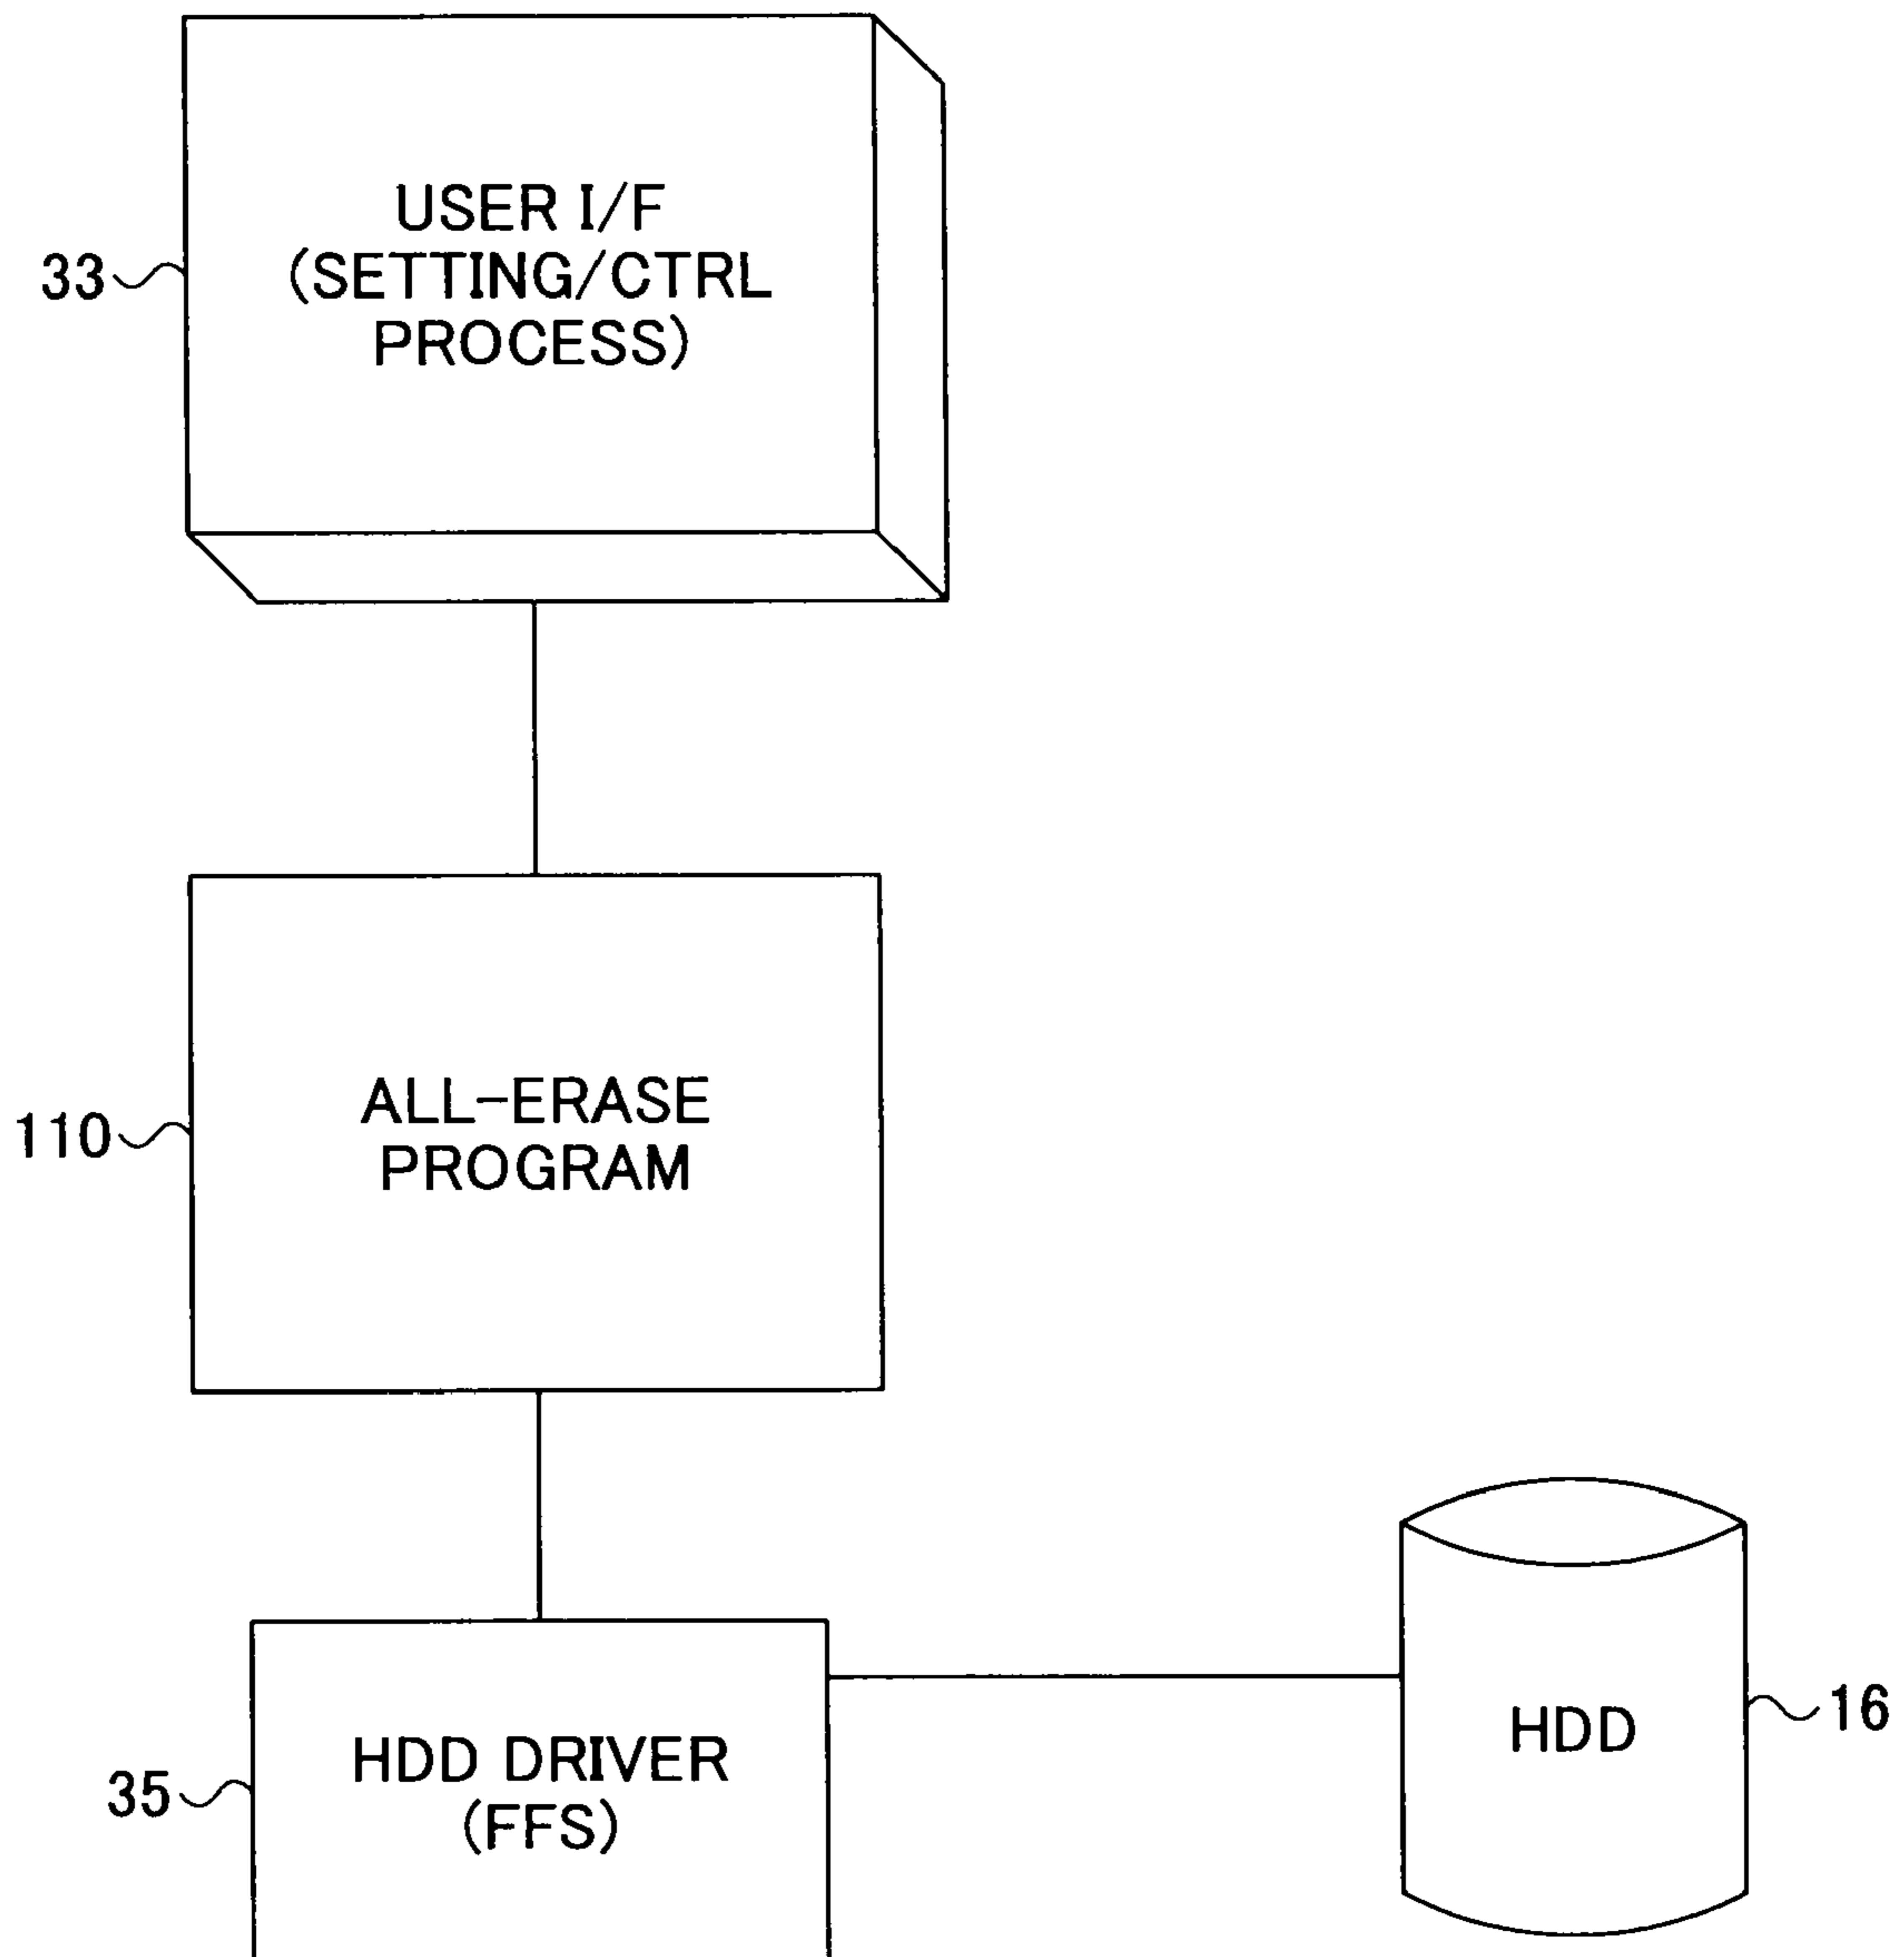 USER I/F
(SETTING/CTRL
PROCESS)
33
ALL-ERASE
PROGRAM
110
HDD DRIVER
(FFS)
35
HDD
16